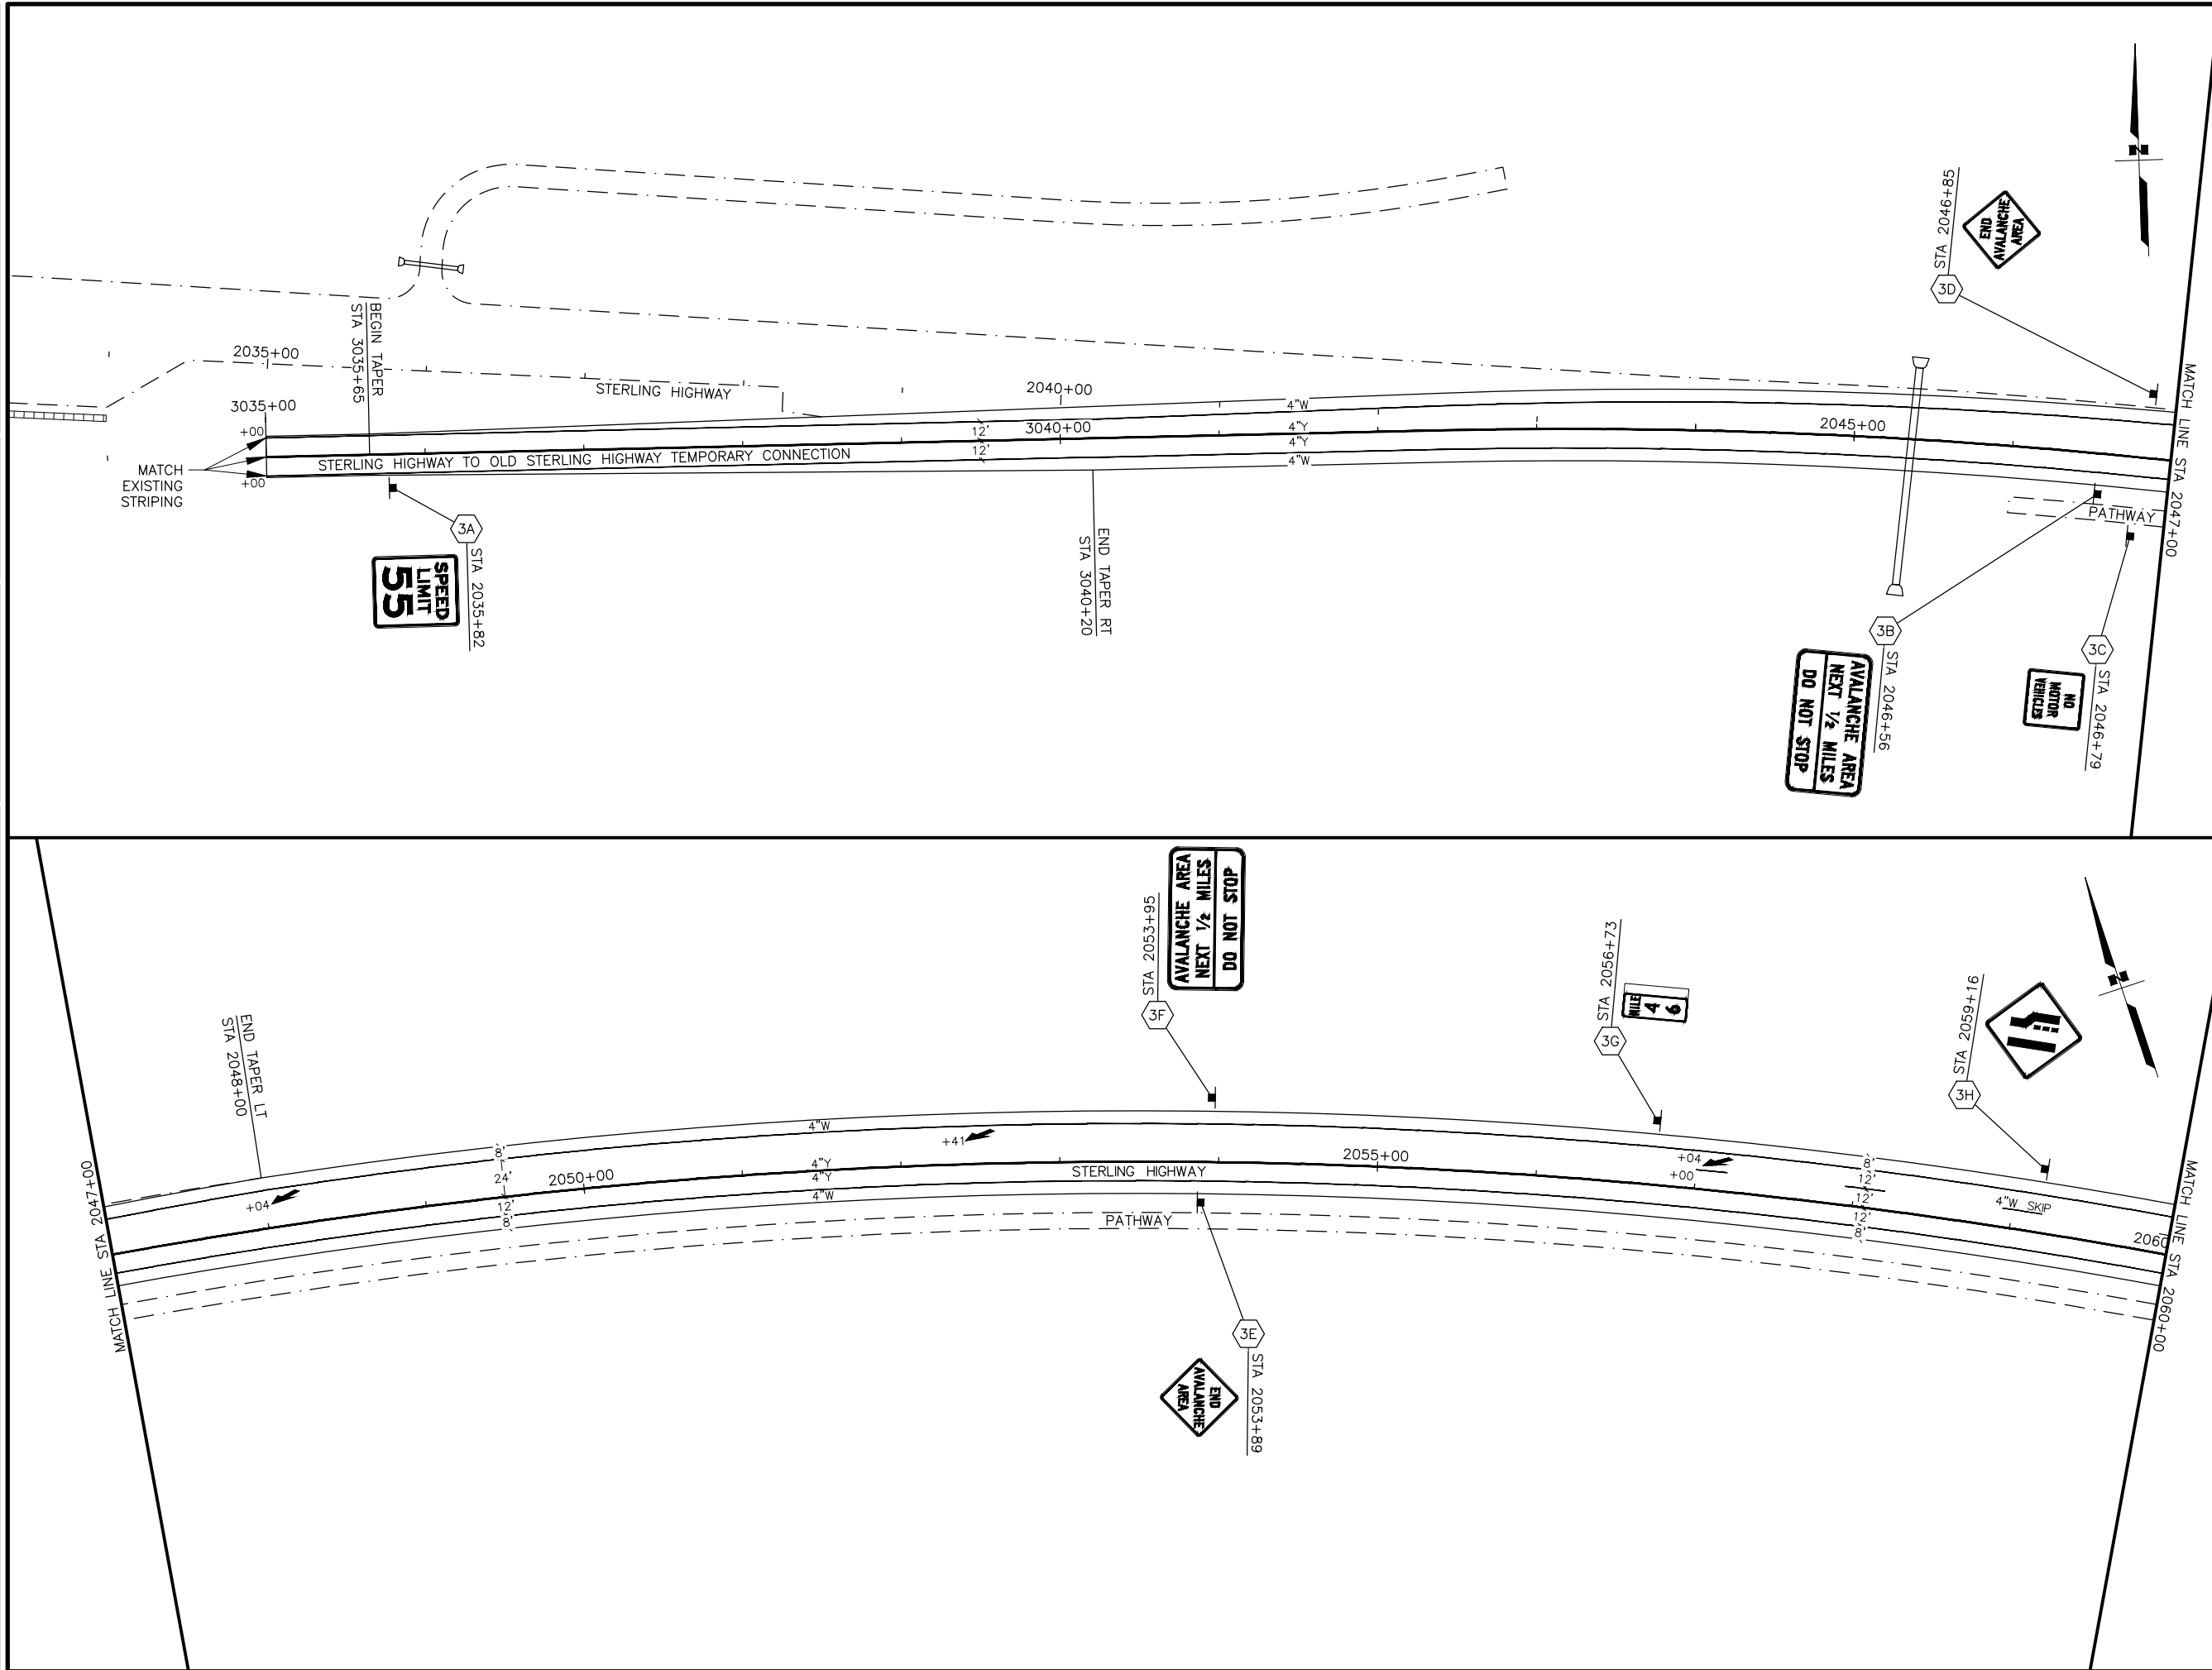 STA 2046+85
END
AVALANCHE
AREA
3D
N
MATCH LINE STA 2047+00
BEGIN TAPER
STA 3035+65
2035+00
STERLING HIGHWAY
2040+00
3035+00
+00
+00
MATCH
EXISTING
STRIPING
STERLING HIGHWAY TO OLD STERLING HIGHWAY TEMPORARY CONNECTION
12'
12'
3040+00
4"W
4"Y
4"Y
4"W
2045+00
PATHWAY
3A
STA 2035+82
SPEED
LIMIT
55
END TAPER RT
STA 3040+20
3B
STA 2046+56
AVALANCHE AREA
NEXT 1/2 MILES
DO NOT STOP
3C
STA 2046+79
NO
MOTOR
VEHICLES
STA 2053+95
AVALANCHE AREA
NEXT 1/2 MILES
DO NOT STOP
3F
STA 2056+73
MILE
4
6
3G
STA 2059+16
3H
N
END TAPER LT
STA 2048+00
MATCH LINE STA 2047+00
+04
8'
24'
12'
8'
2050+00
4"W
4"Y
4"Y
4"W
+41
STERLING HIGHWAY
PATHWAY
2055+00
+04
+00
8'
12'
12'
12'
8'
4"W SKIP
2060
MATCH LINE STA 2060+00
3E
STA 2053+89
END
AVALANCHE
AREA